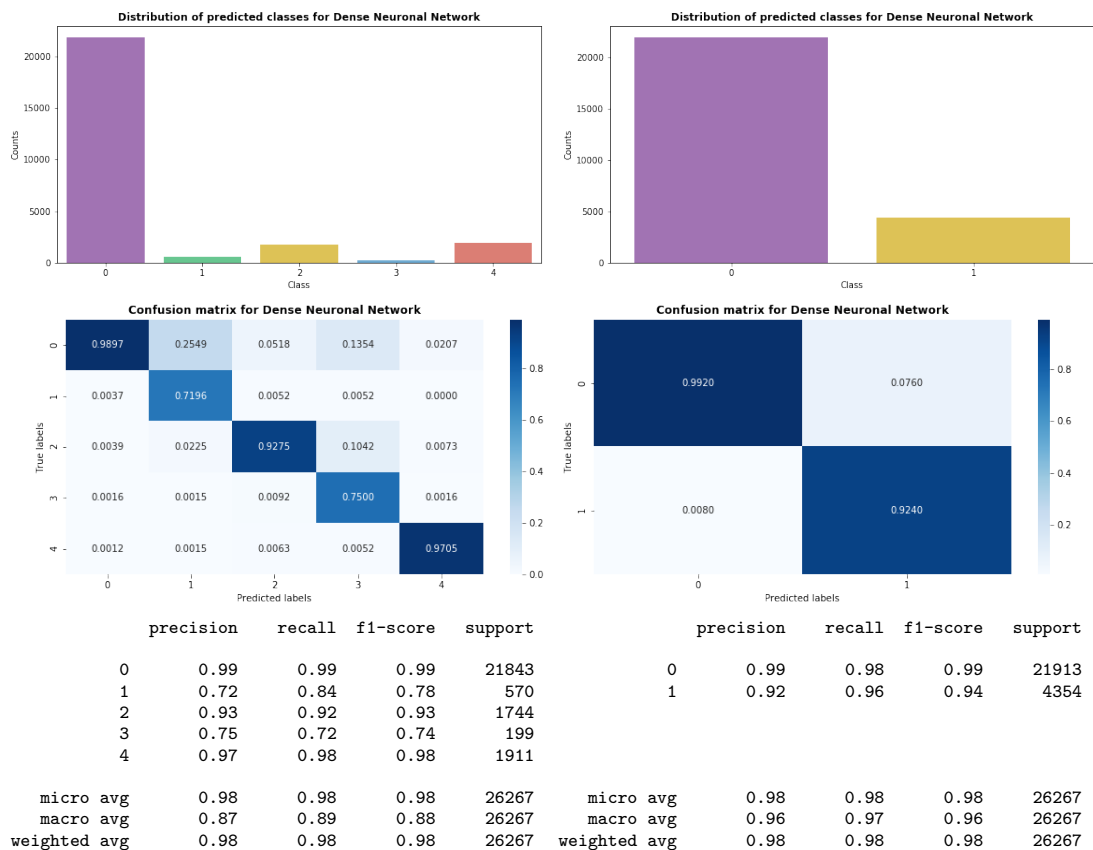 Distribution of predicted classes for Dense Neuronal Network
20000
15000
10000
5000
0
Counts
0 1 2 3 4
Class
Distribution of predicted classes for Dense Neuronal Network
20000
15000
10000
5000
0
Counts
0 1
Class
Confusion matrix for Dense Neuronal Network
0 0.9897 0.2549 0.0518 0.1354 0.0207
1 0.0037 0.7196 0.0052 0.0052 0.0000
2 0.0039 0.0225 0.9275 0.1042 0.0073
3 0.0016 0.0015 0.0092 0.7500 0.0016
4 0.0012 0.0015 0.0063 0.0052 0.9705
True labels
0 1 2 3 4
Predicted labels
0.8
0.6
0.4
0.2
0.0
Confusion matrix for Dense Neuronal Network
0 0.9920 0.0760
1 0.0080 0.9240
True labels
0 1
Predicted labels
0.8
0.6
0.4
0.2
precision recall f1-score support
0 0.99 0.99 0.99 21843
1 0.72 0.84 0.78 570
2 0.93 0.92 0.93 1744
3 0.75 0.72 0.74 199
4 0.97 0.98 0.98 1911
micro avg 0.98 0.98 0.98 26267
macro avg 0.87 0.89 0.88 26267
weighted avg 0.98 0.98 0.98 26267
precision recall f1-score support
0 0.99 0.98 0.99 21913
1 0.92 0.96 0.94 4354
micro avg 0.98 0.98 0.98 26267
macro avg 0.96 0.97 0.96 26267
weighted avg 0.98 0.98 0.98 26267